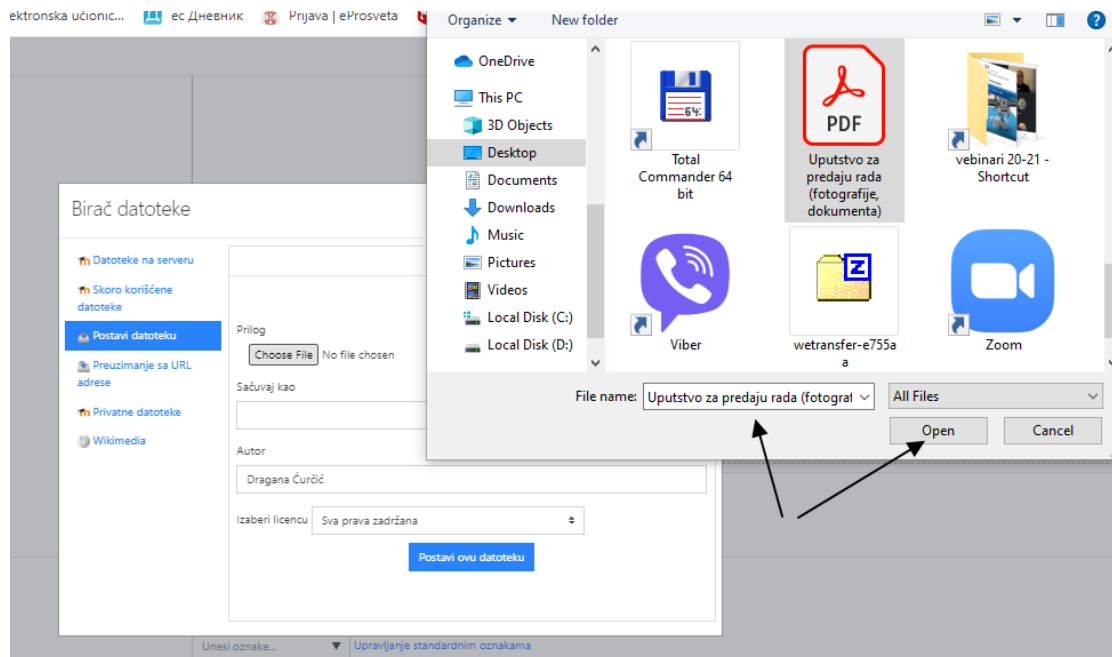 ektronska učionic...
ес Дневник
Prijava | eProsveta
Organize
New folder
OneDrive
This PC
3D Objects
Desktop
Documents
Downloads
Music
Pictures
Videos
Local Disk (C:)
Local Disk (D:)
64
Total
Commander 64
bit
PDF
Uputstvo za
predaju rada
(fotografije,
dokumenta)
vebinari 20-21 -
Shortcut
Viber
Z
wetransfer-e755a
a
Zoom
File name:
Uputstvo za predaju rada (fotograf
All Files
Open
Cancel
Birač datoteke
Datoteke na serveru
Skoro korišćene
datoteke
Postavi datoteku
Preuzimanje sa URL
adrese
Privatne datoteke
Wikimedia
Prilog
Choose File No file chosen
Sačuvaj kao
Autor
Dragana Ćurčić
Izaberi licencu Sva prava zadržana
Postavi ovu datoteku
Unesi oznake...
Upravljanje standardnim oznakama